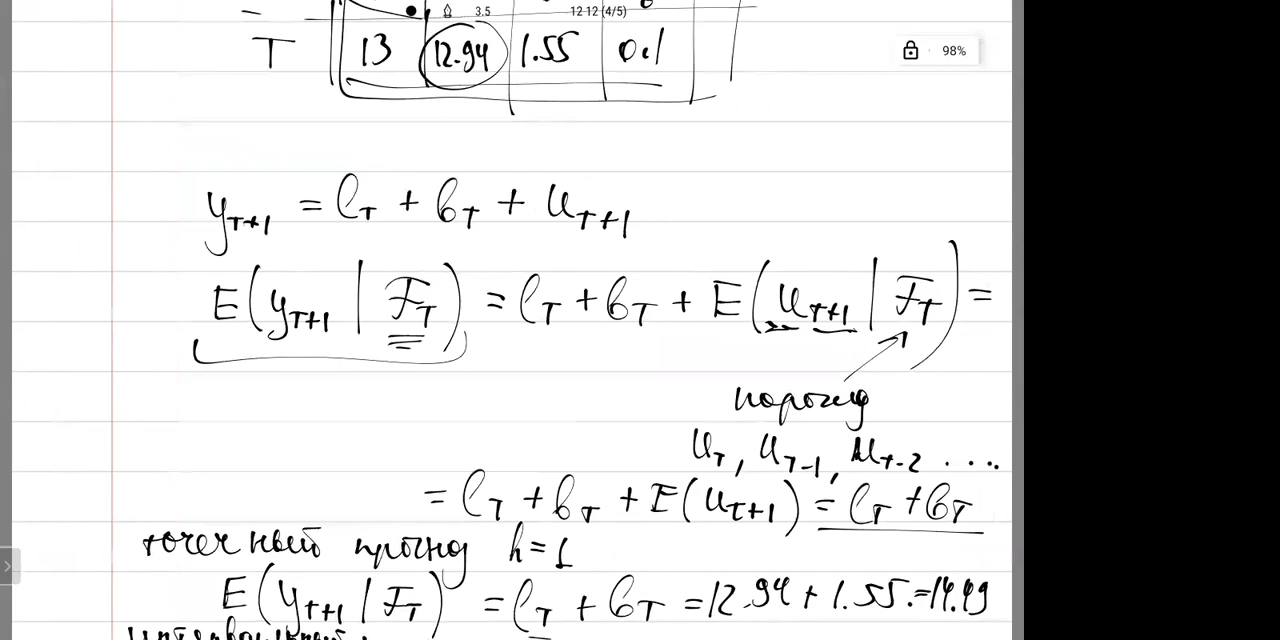 3.5 12 12 (4/5)
T 13 12.94 1.55 0.1
98%
y_{T+1} = l_T + b_T + u_{T+1}
E(y_{T+1} | F_T) = l_T + b_T + E(u_{T+1} | F_T) =
u_T, u_{T-1}, u_{T-2} ....
= l_T + b_T + E(u_{T+1}) = l_T + b_T
точечный прогноз h=1
E(y_{T+1} | F_T) = l_T + b_T = 12.94 + 1.55 = 14.49